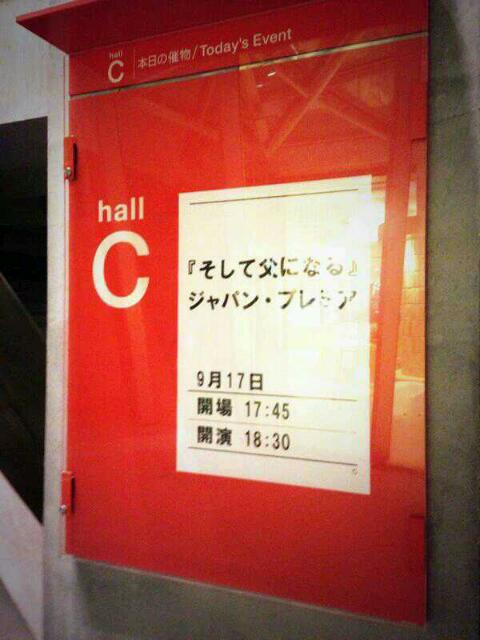 hall
C 本日の催物/Today's Event
hall
C
『そして父になる』
ジャパン・プレミア
9月17日
開場 17:45
開演 18:30